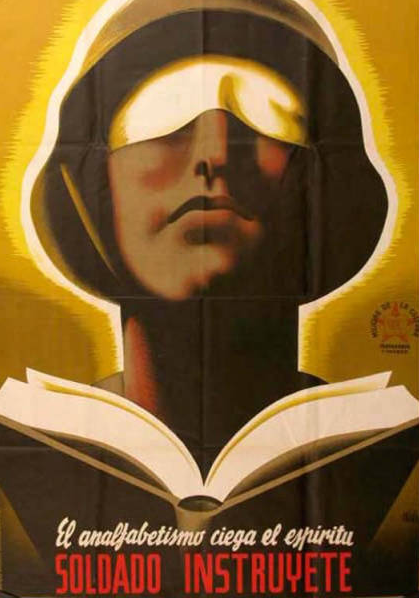 El analfabetismo ciega el espiritu
SOLDADO INSTRUYETE